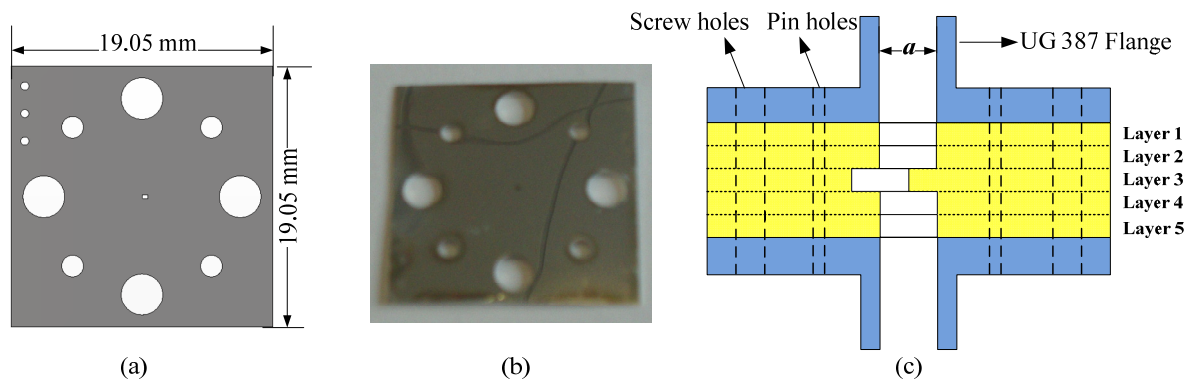 19.05 mm
19.05 mm
(a)
(b)
Screw holes
Pin holes
a
UG 387 Flange
Layer 1
Layer 2
Layer 3
Layer 4
Layer 5
(c)